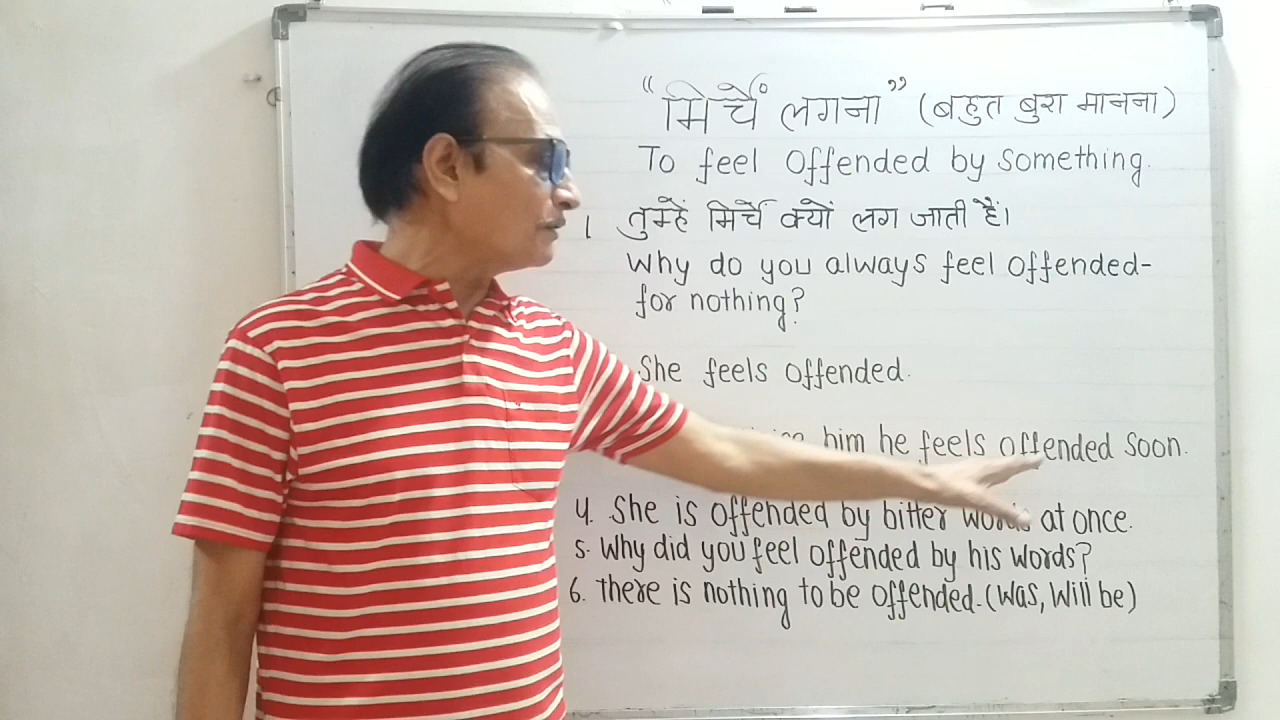 “मिर्चें लगना” (बहुत बुरा मानना)
To feel offended by something.
1 तुम्हें मिर्चें क्यों लग जाती हैं।
Why do you always feel offended-
for nothing?
She feels offended.
him he feels offended soon.
4. She is offended by bitter words at once.
5. Why did you feel offended by his words?
6. There is nothing to be offended.(Was, Will be)